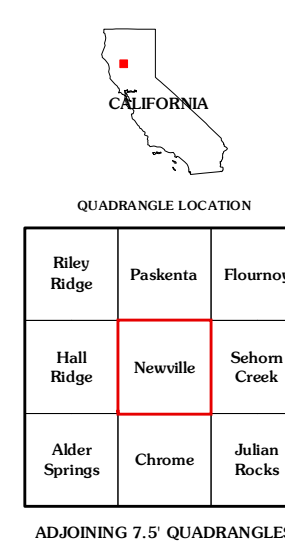 CALIFORNIA
QUADRANGLE LOCATION
Riley
Ridge
Paskenta
Flournoy
Hall
Ridge
Newville
Sehorn
Creek
Alder
Springs
Chrome
Julian
Rocks
ADJOINING 7.5' QUADRANGLES